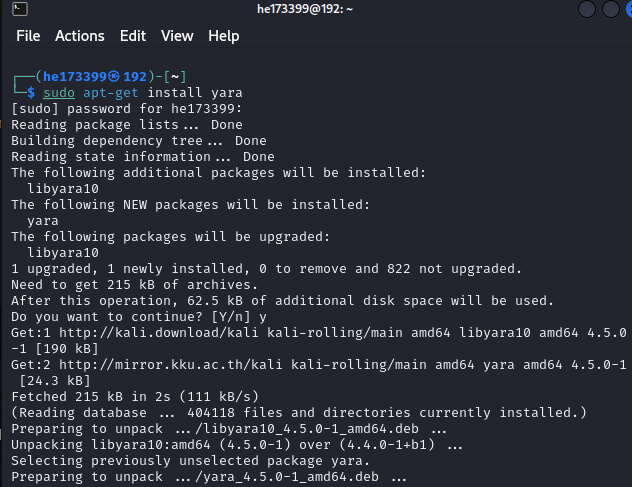 he173399@192: ~
File Actions Edit View Help
┌──(he173399㉿192)-[~]
└─$ sudo apt-get install yara
[sudo] password for he173399:
Reading package lists... Done
Building dependency tree... Done
Reading state information... Done
The following additional packages will be installed:
  libyara10
The following NEW packages will be installed:
  yara
The following packages will be upgraded:
  libyara10
1 upgraded, 1 newly installed, 0 to remove and 822 not upgraded.
Need to get 215 kB of archives.
After this operation, 62.5 kB of additional disk space will be used.
Do you want to continue? [Y/n] y
Get:1 http://kali.download/kali kali-rolling/main amd64 libyara10 amd64 4.5.0
-1 [190 kB]
Get:2 http://mirror.kku.ac.th/kali kali-rolling/main amd64 yara amd64 4.5.0-1
 [24.3 kB]
Fetched 215 kB in 2s (111 kB/s)
(Reading database ... 404118 files and directories currently installed.)
Preparing to unpack .../libyara10_4.5.0-1_amd64.deb ...
Unpacking libyara10:amd64 (4.5.0-1) over (4.4.0-1+b1) ...
Selecting previously unselected package yara.
Preparing to unpack .../yara_4.5.0-1_amd64.deb ...